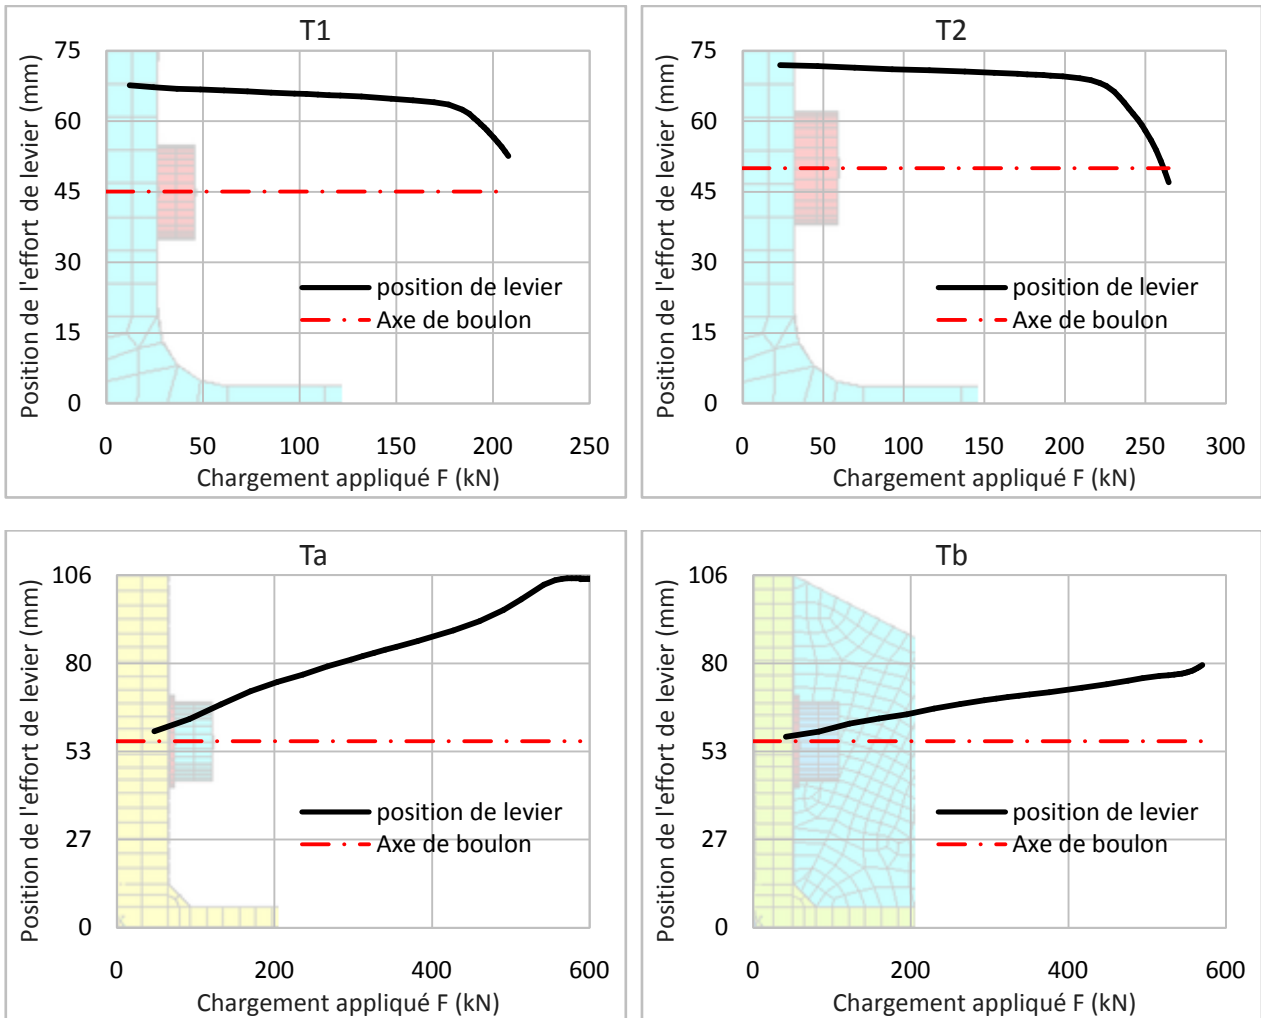 T1
Position de l'effort de levier (mm)
75
60
45
30
15
0
position de levier
Axe de boulon
0 50 100 150 200 250
Chargement appliqué F (kN)
T2
Position de l'effort de levier (mm)
75
60
45
30
15
0
position de levier
Axe de boulon
0 50 100 150 200 250 300
Chargement appliqué F (kN)
Ta
Position de l'effort de levier (mm)
106
80
53
27
0
position de levier
Axe de boulon
0 200 400 600
Chargement appliqué F (kN)
Tb
Position de l'effort de levier (mm)
106
80
53
27
0
position de levier
Axe de boulon
0 200 400 600
Chargement appliqué F (kN)